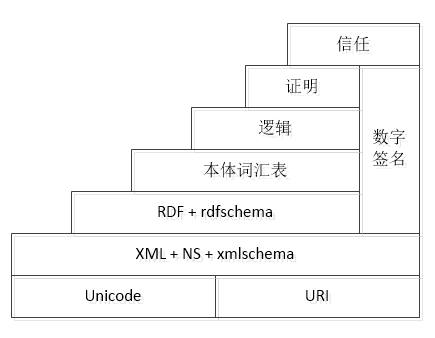 信任
证明
逻辑
数字
签名
本体词汇表
RDF + rdfschema
XML + NS + xmlschema
Unicode
URI